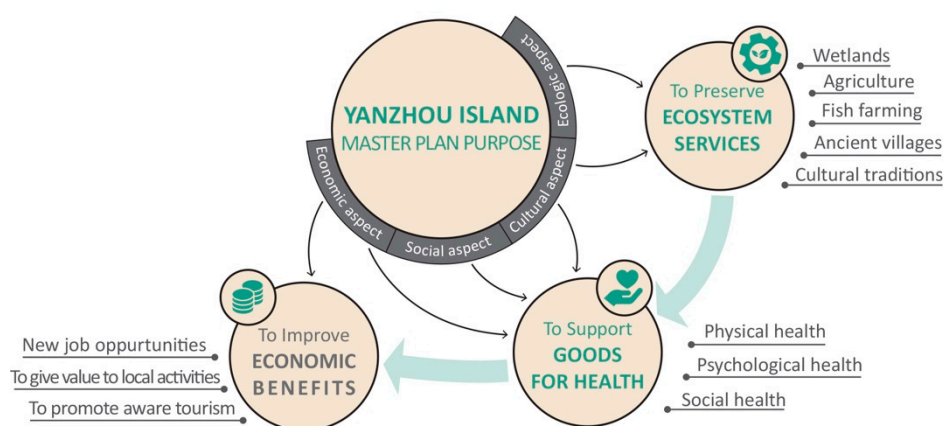 YANZHOU ISLAND
MASTER PLAN PURPOSE
Ecologic aspect
Cultural aspect
Social aspect
Economic aspect
To Preserve
ECOSYSTEM
SERVICES
Wetlands
Agriculture
Fish farming
Ancient villages
Cultural traditions
To Support
GOODS
FOR HEALTH
Physical health
Psychological health
Social health
To Improve
ECONOMIC
BENEFITS
New job oppurtunities
To give value to local activities
To promote aware tourism